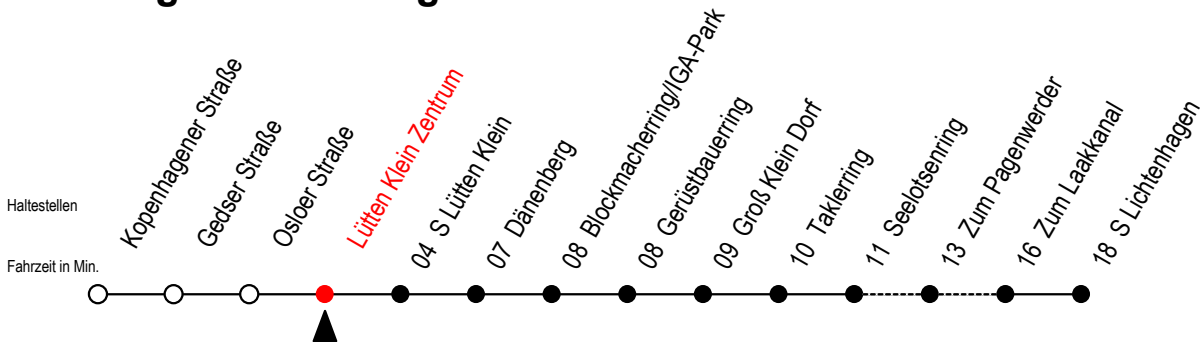 Kopenhagener Straße
Gedser Straße
Osloer Straße
Lütten Klein Zentrum
04 S Lütten Klein
07 Dänenberg
08 Blockmacherring/IGA-Park
08 Gerüstbauerring
09 Groß Klein Dorf
10 Taklerring
11 Seelotsenring
13 Zum Pagenwerder
16 Zum Laakkanal
18 S Lichtenhagen
Haltestellen
Fahrzeit in Min.